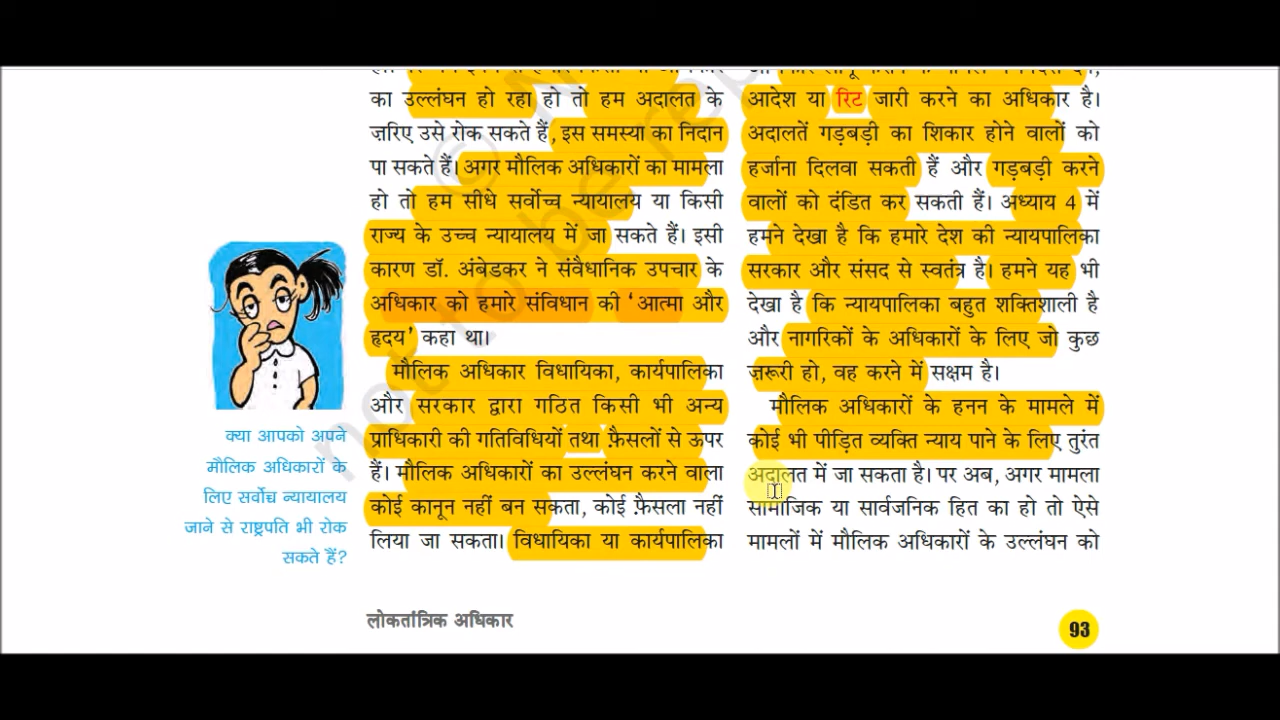 का उल्लंघन हो रहा हो तो हम अदालत के
ज़रिए उसे रोक सकते हैं, इस समस्या का निदान
पा सकते हैं। अगर मौलिक अधिकारों का मामला
हो तो हम सीधे सर्वोच्च न्यायालय या किसी
राज्य के उच्च न्यायालय में जा सकते हैं। इसी
कारण डॉ. अंबेडकर ने संवैधानिक उपचार के
अधिकार को हमारे संविधान की 'आत्मा और
हृदय' कहा था।
मौलिक अधिकार विधायिका, कार्यपालिका
और सरकार द्वारा गठित किसी भी अन्य
प्राधिकारी की गतिविधियों तथा फ़ैसलों से ऊपर
हैं। मौलिक अधिकारों का उल्लंघन करने वाला
कोई कानून नहीं बन सकता, कोई फ़ैसला नहीं
लिया जा सकता। विधायिका या कार्यपालिका
आदेश या रिट जारी करने का अधिकार है।
अदालतें गड़बड़ी का शिकार होने वालों को
हर्जाना दिलवा सकती हैं और गड़बड़ी करने
वालों को दंडित कर सकती हैं। अध्याय 4 में
हमने देखा है कि हमारे देश की न्यायपालिका
सरकार और संसद से स्वतंत्र है। हमने यह भी
देखा है कि न्यायपालिका बहुत शक्तिशाली है
और नागरिकों के अधिकारों के लिए जो कुछ
ज़रूरी हो, वह करने में सक्षम है।
मौलिक अधिकारों के हनन के मामले में
कोई भी पीड़ित व्यक्ति न्याय पाने के लिए तुरंत
अदालत में जा सकता है। पर अब, अगर मामला
सामाजिक या सार्वजनिक हित का हो तो ऐसे
मामलों में मौलिक अधिकारों के उल्लंघन को
क्या आपको अपने
मौलिक अधिकारों के
लिए सर्वोच्च न्यायालय
जाने से राष्ट्रपति भी रोक
सकते हैं?
लोकतांत्रिक अधिकार
93